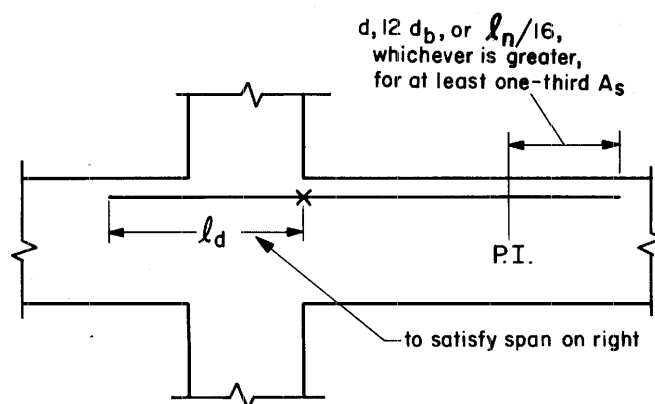 d, 12 d_b, or ℓ_n/16,
whichever is greater,
for at least one-third A_s
ℓ_d
P.I.
to satisfy span on right